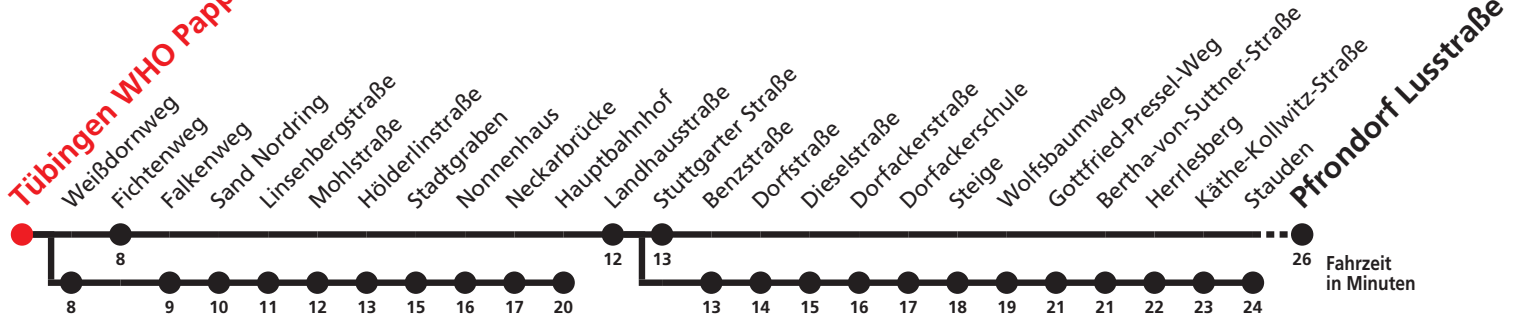 Tübingen WHO
Weißdornweg
Fichtenweg
Falkenweg
Sand Nordring
Linsenbergstraße
Mohlstraße
Hölderlinstraße
Stadtgraben
Nonnenhaus
Neckarbrücke
Hauptbahnhof
Landhausstraße
Stuttgarter Straße
Benzstraße
Dorfstraße
Dieselstraße
Dorfackerstraße
Dorfackerschule
Steige
Wolfsbaumweg
Gottfried-Pressel-Weg
Bertha-von-Suttner-Straße
Herrlesberg
Käthe-Kollwitz-Straße
Stauden
Pfrondorf Lusstraße
8 12 13 26
Fahrzeit
in Minuten
8 9 10 11 12 13 15 16 17 20 13 14 15 16 17 18 19 21 21 22 23 24